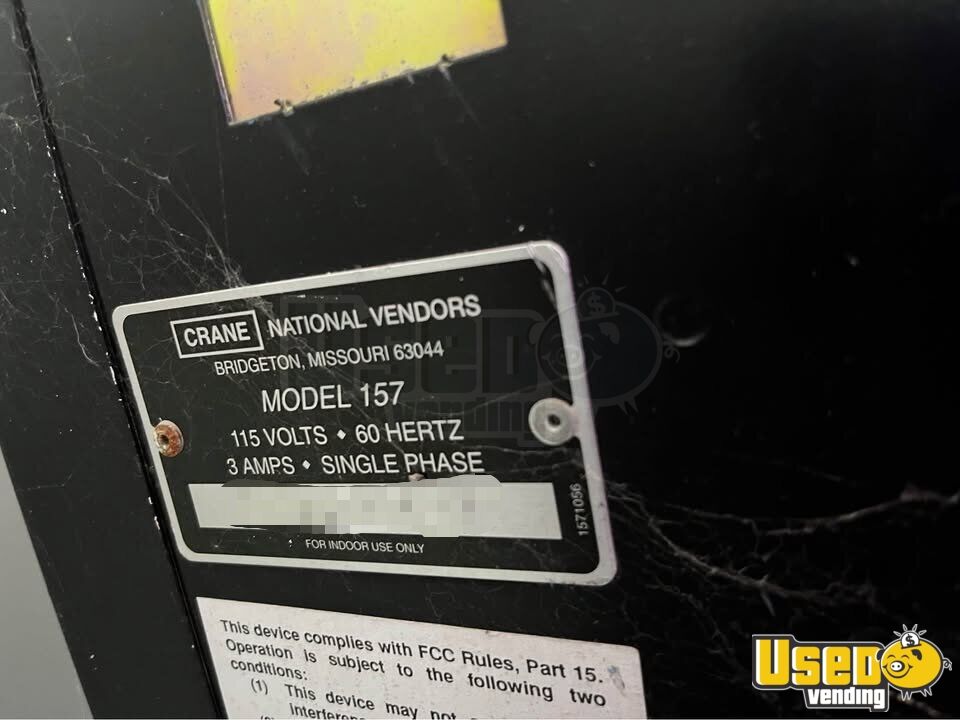 CRANE NATIONAL VENDORS
BRIDGETON, MISSOURI 63044
MODEL 157
115 VOLTS • 60 HERTZ
3 AMPS • SINGLE PHASE
FOR INDOOR USE ONLY
1571056
This device complies with FCC Rules, Part 15.
Operation is subject to the following two
conditions:
(1) This device may not
USED
vending
USED
vending